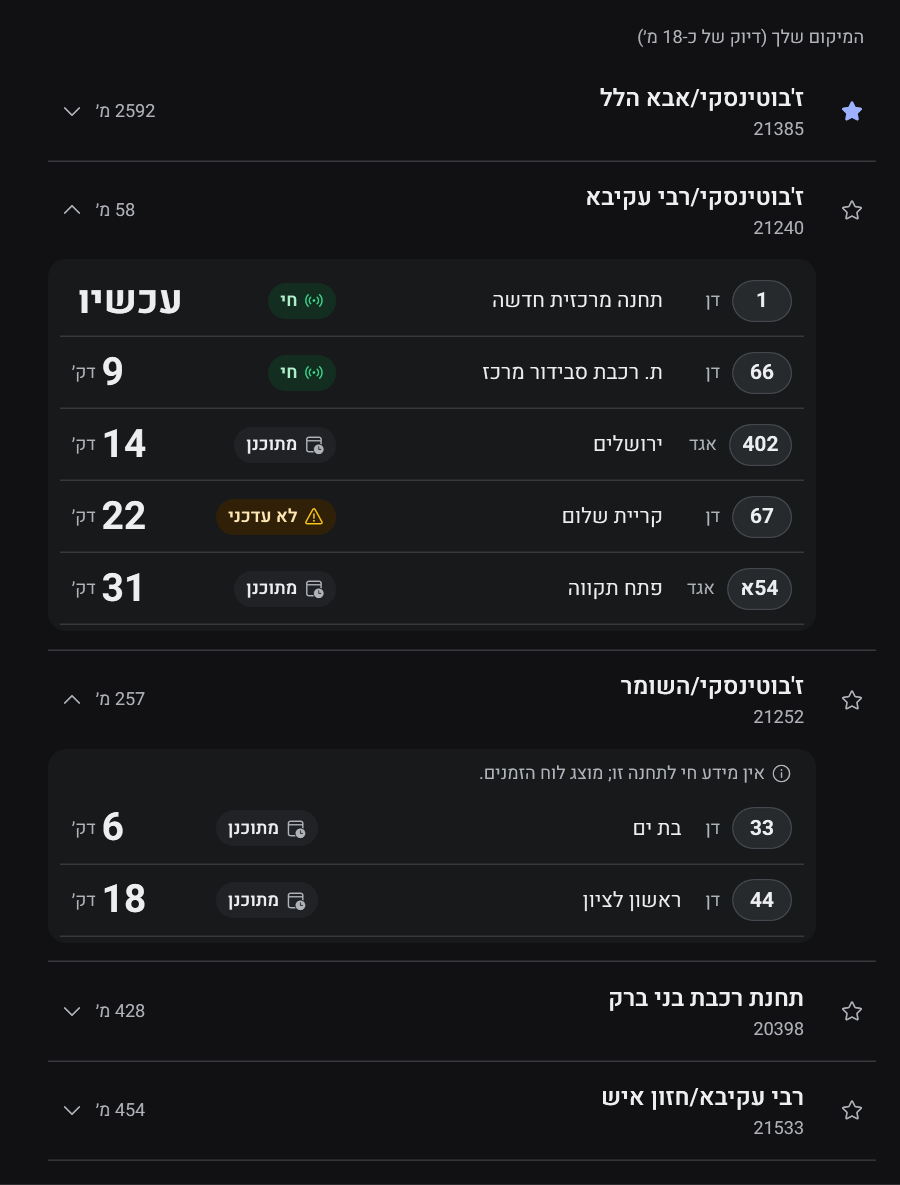 המיקום שלך (דיוק של כ-18 מ׳)
ז'בוטינסקי/אבא הלל
21385
2592 מ׳
ז'בוטינסקי/רבי עקיבא
21240
58 מ׳
1 דן תחנה מרכזית חדשה חי עכשיו
66 דן ת. רכבת סבידור מרכז חי 9 דק׳
402 אגד ירושלים מתוכנן 14 דק׳
67 דן קריית שלום לא עדכני 22 דק׳
54א אגד פתח תקווה מתוכנן 31 דק׳
ז'בוטינסקי/השומר
21252
257 מ׳
אין מידע חי לתחנה זו; מוצג לוח הזמנים.
33 דן בת ים מתוכנן 6 דק׳
44 דן ראשון לציון מתוכנן 18 דק׳
תחנת רכבת בני ברק
20398
428 מ׳
רבי עקיבא/חזון איש
21533
454 מ׳